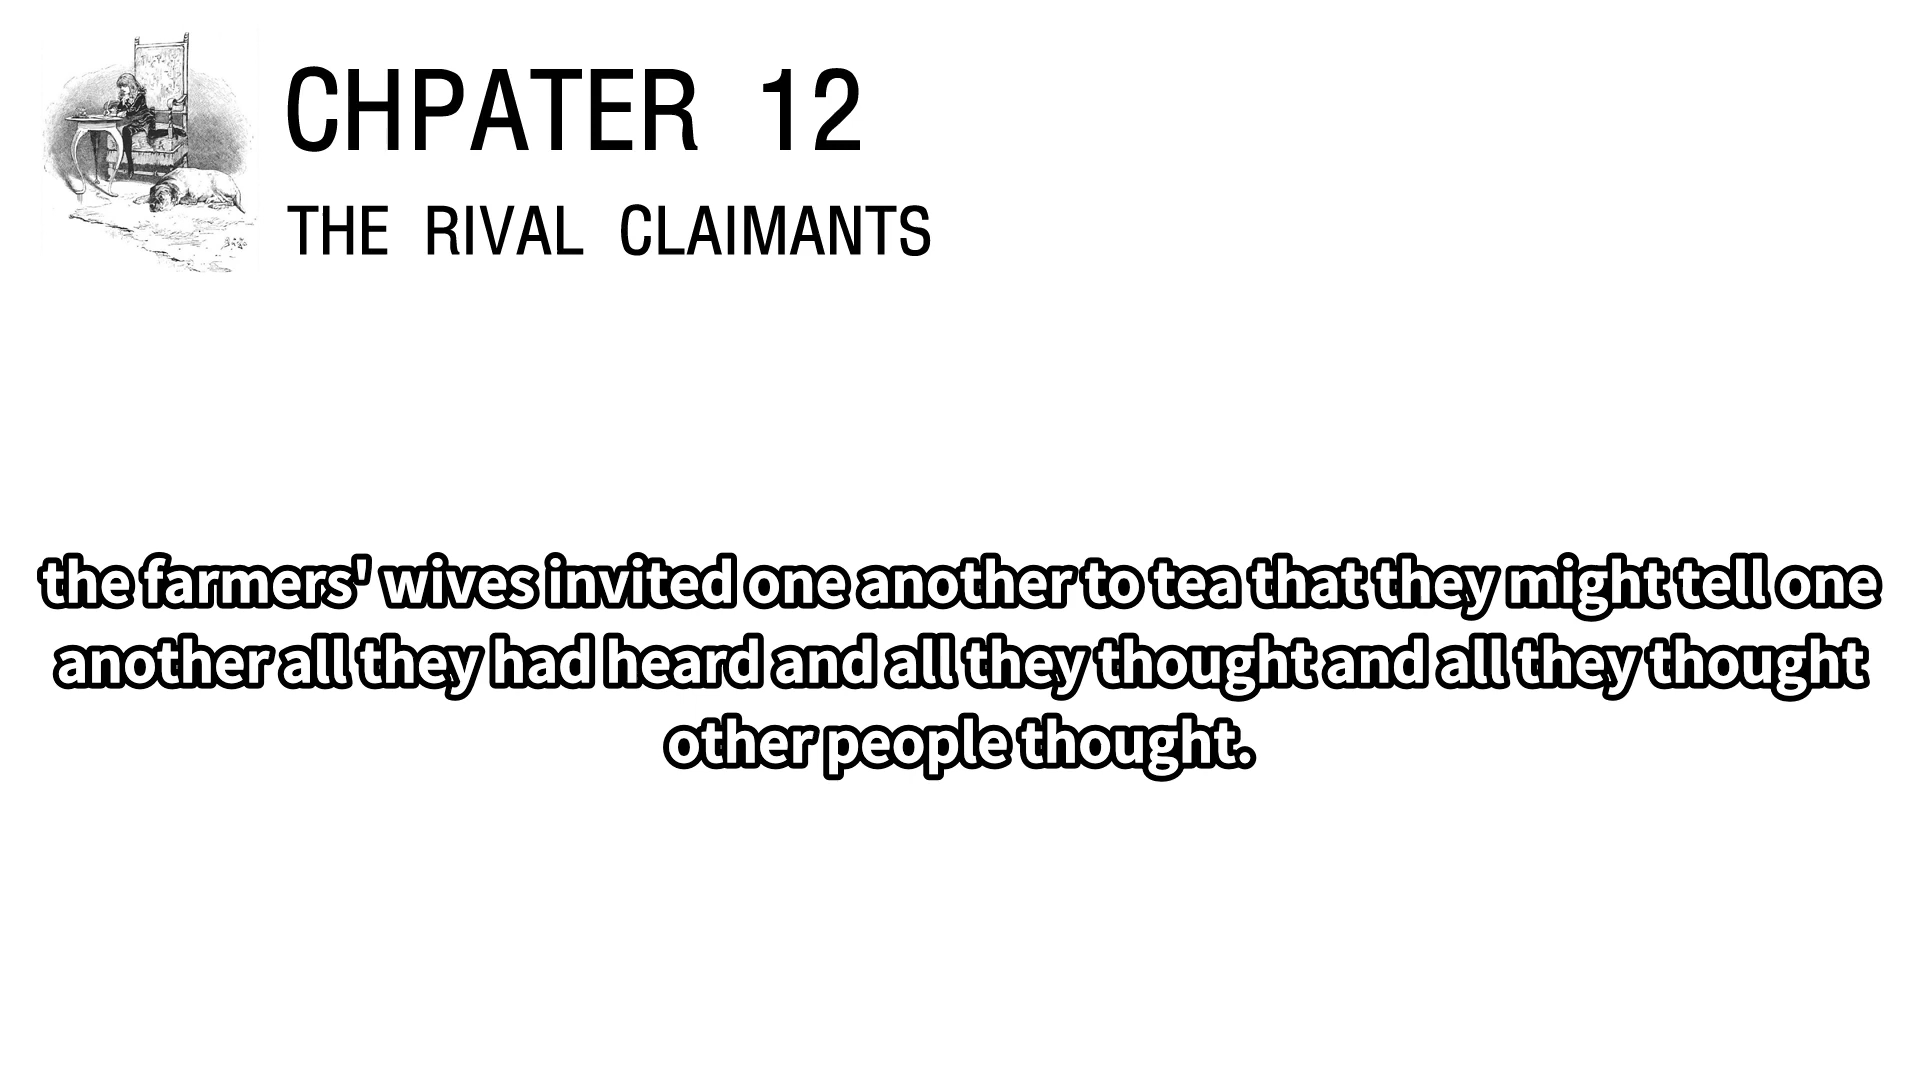 CHPATER 12
THE RIVAL CLAIMANTS
the farmers' wives invited one another to tea that they might tell one
another all they had heard and all they thought and all they thought
other people thought.